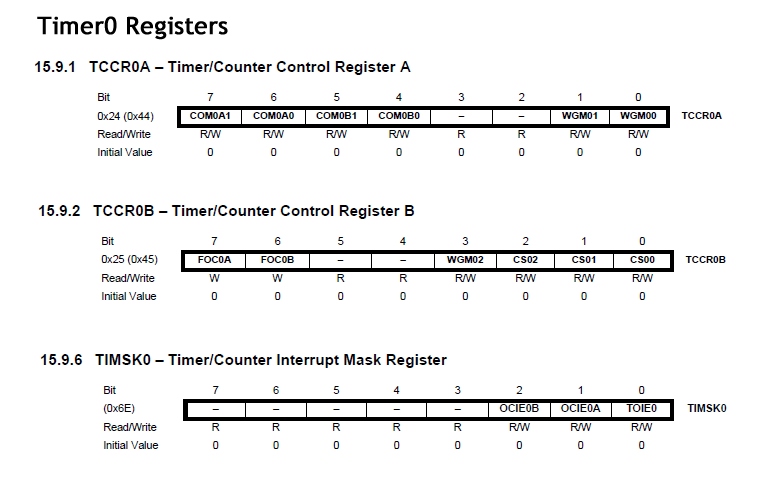 Timer0 Registers
15.9.1 TCCR0A – Timer/Counter Control Register A
Bit 7 6 5 4 3 2 1 0
0x24 (0x44) COM0A1 COM0A0 COM0B1 COM0B0 – – WGM01 WGM00 TCCR0A
Read/Write R/W R/W R/W R/W R R R/W R/W
Initial Value 0 0 0 0 0 0 0 0
15.9.2 TCCR0B – Timer/Counter Control Register B
Bit 7 6 5 4 3 2 1 0
0x25 (0x45) FOC0A FOC0B – – WGM02 CS02 CS01 CS00 TCCR0B
Read/Write W W R R R/W R/W R/W R/W
Initial Value 0 0 0 0 0 0 0 0
15.9.6 TIMSK0 – Timer/Counter Interrupt Mask Register
Bit 7 6 5 4 3 2 1 0
(0x6E) – – – – – OCIE0B OCIE0A TOIE0 TIMSK0
Read/Write R R R R R R/W R/W R/W
Initial Value 0 0 0 0 0 0 0 0